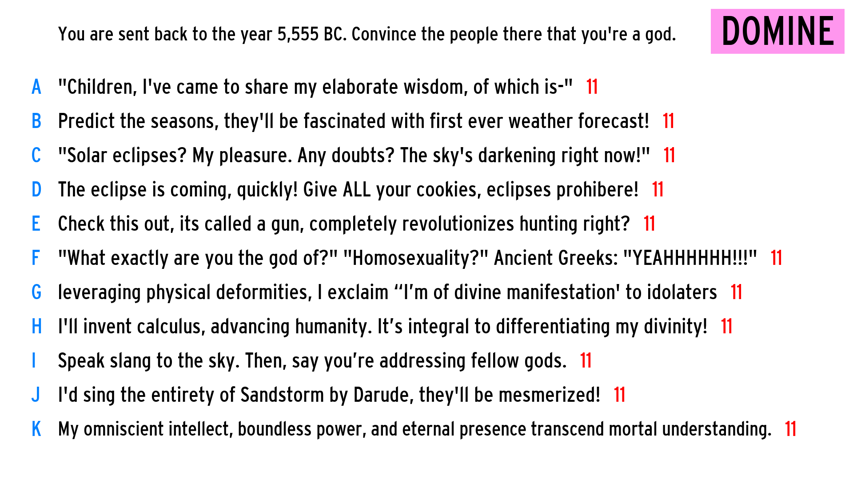 You are sent back to the year 5,555 BC. Convince the people there that you're a god.
DOMINE
A "Children, I've came to share my elaborate wisdom, of which is-" 11
B Predict the seasons, they'll be fascinated with first ever weather forecast! 11
C "Solar eclipses? My pleasure. Any doubts? The sky's darkening right now!" 11
D The eclipse is coming, quickly! Give ALL your cookies, eclipses prohibere! 11
E Check this out, its called a gun, completely revolutionizes hunting right? 11
F "What exactly are you the god of?" "Homosexuality?" Ancient Greeks: "YEAHHHHHH!!!" 11
G leveraging physical deformities, I exclaim “I’m of divine manifestation' to idolaters 11
H I'll invent calculus, advancing humanity. It’s integral to differentiating my divinity! 11
I Speak slang to the sky. Then, say you’re addressing fellow gods. 11
J I'd sing the entirety of Sandstorm by Darude, they'll be mesmerized! 11
K My omniscient intellect, boundless power, and eternal presence transcend mortal understanding. 11